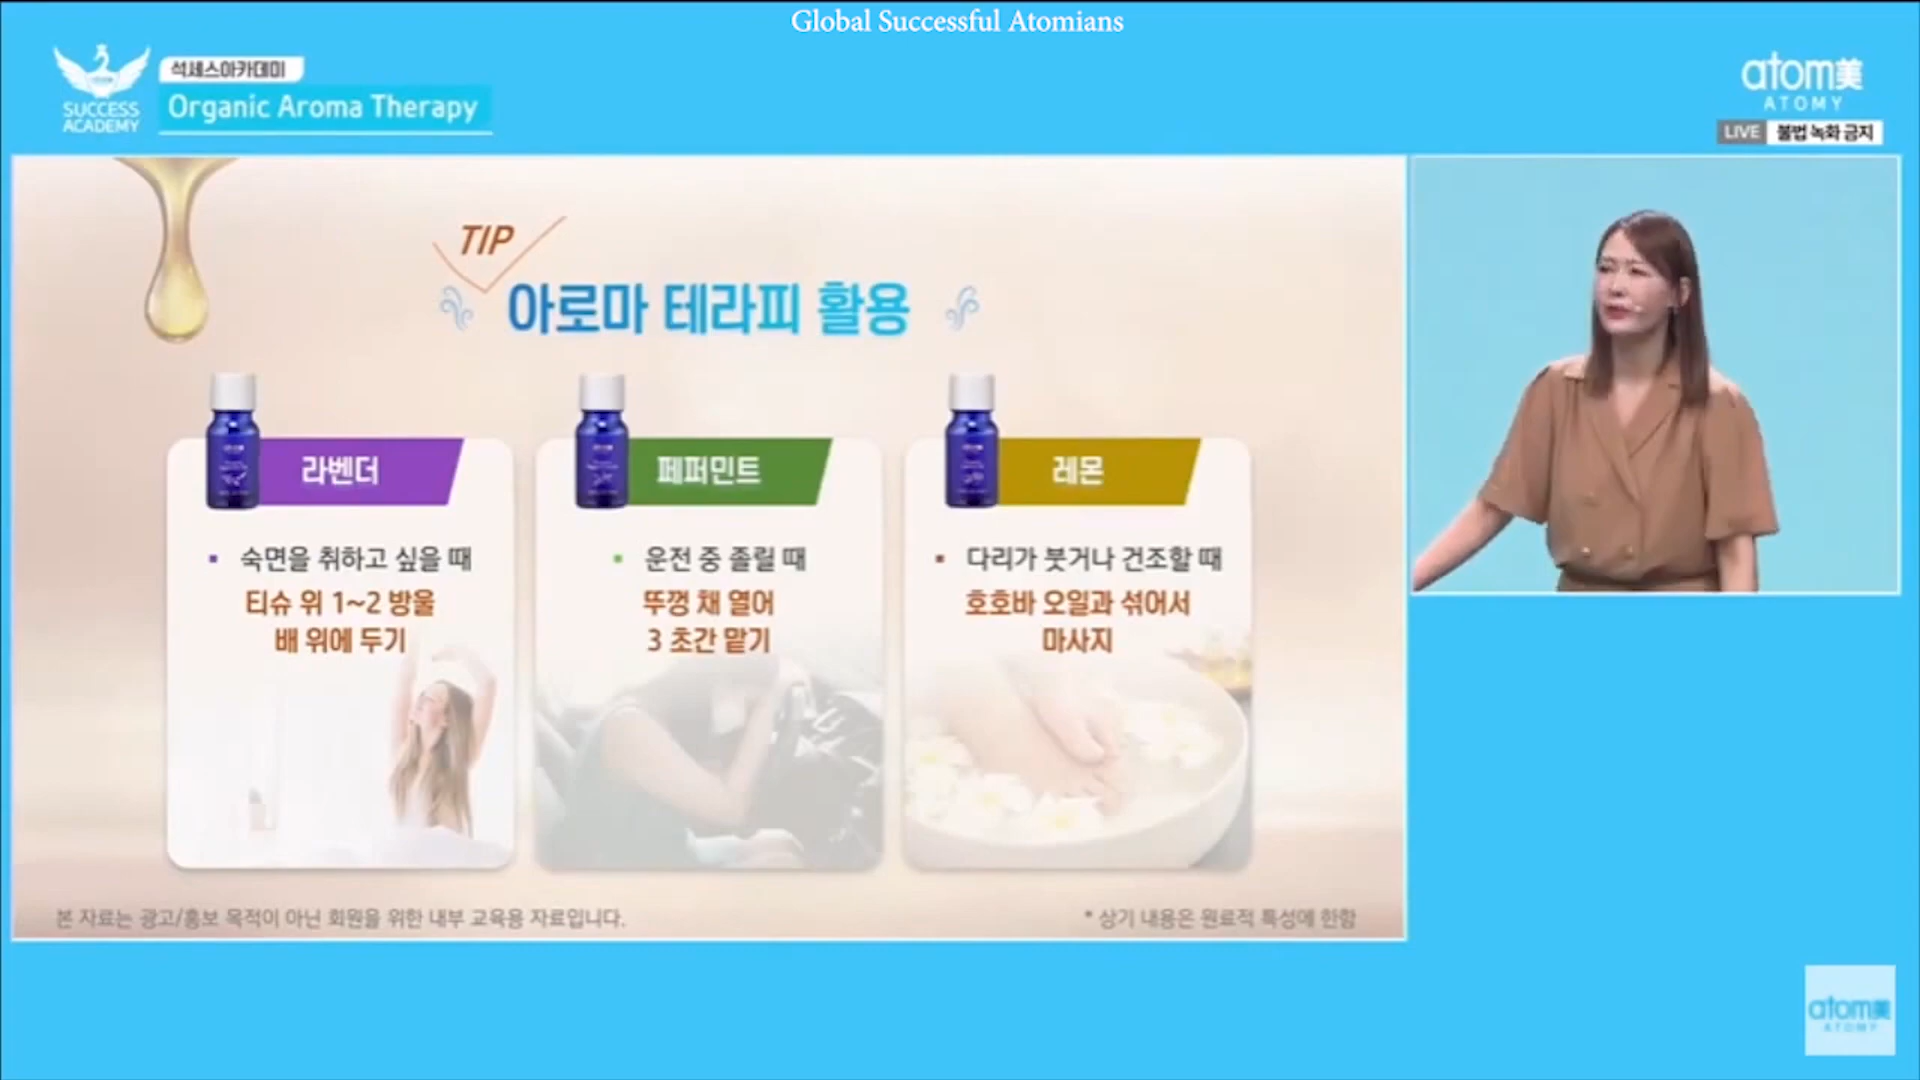 Global Successful Atomians
SUCCESS
ACADEMY
석세스아카데미
Organic Aroma Therapy
atom美
ATOMY
LIVE 불법 녹화 금지
TIP
아로마 테라피 활용
라벤더
숙면을 취하고 싶을 때
티슈 위 1~2 방울
배 위에 두기
페퍼민트
운전 중 졸릴 때
뚜껑 채 열어
3 초간 맡기
레몬
다리가 붓거나 건조할 때
호호바 오일과 섞어서
마사지
본 자료는 광고/홍보 목적이 아닌 회원을 위한 내부 교육용 자료입니다.
* 상기 내용은 원료적 특성에 한함
atom美
ATOMY